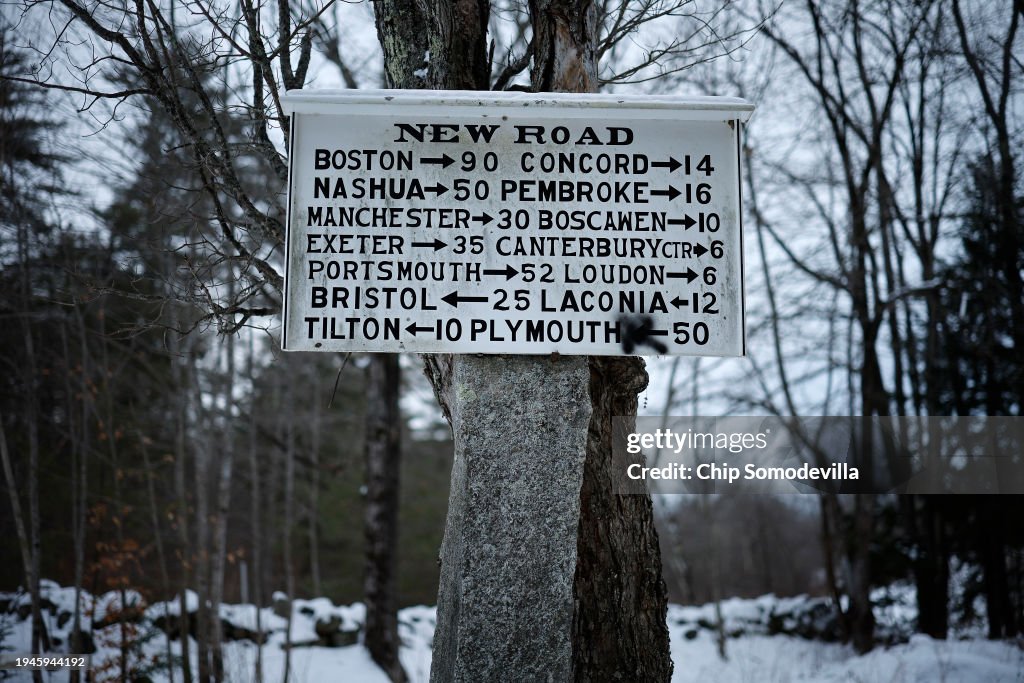 NEW ROAD
BOSTON → 90 CONCORD → 14
NASHUA → 50 PEMBROKE → 16
MANCHESTER → 30 BOSCAWEN → 10
EXETER → 35 CANTERBURY CTR → 6
PORTSMOUTH → 52 LOUDON → 6
BRISTOL ← 25 LACONIA ← 12
TILTON ← 10 PLYMOUTH ← 50
gettyimages®
Credit: Chip Somodevilla
1945944192